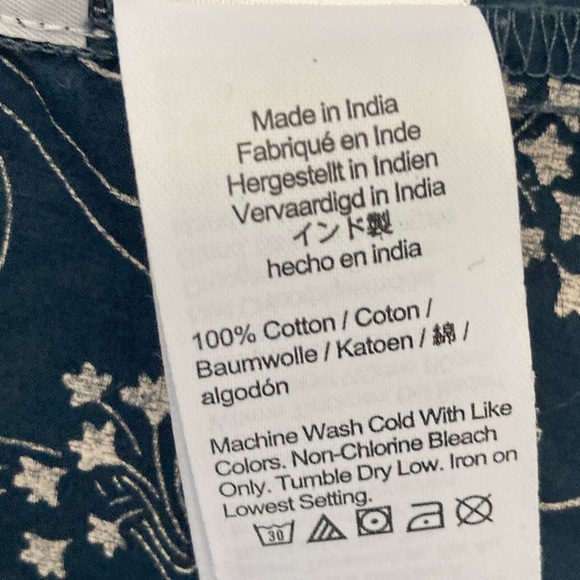 Made in India
Fabriqué en Inde
Hergestellt in Indien
Vervaardigd in India
インド製
hecho en india
100% Cotton / Coton /
Baumwolle / Katoen / 綿 /
algodón
Machine Wash Cold With Like
Colors. Non-Chlorine Bleach
Only. Tumble Dry Low. Iron on
Lowest Setting.
30